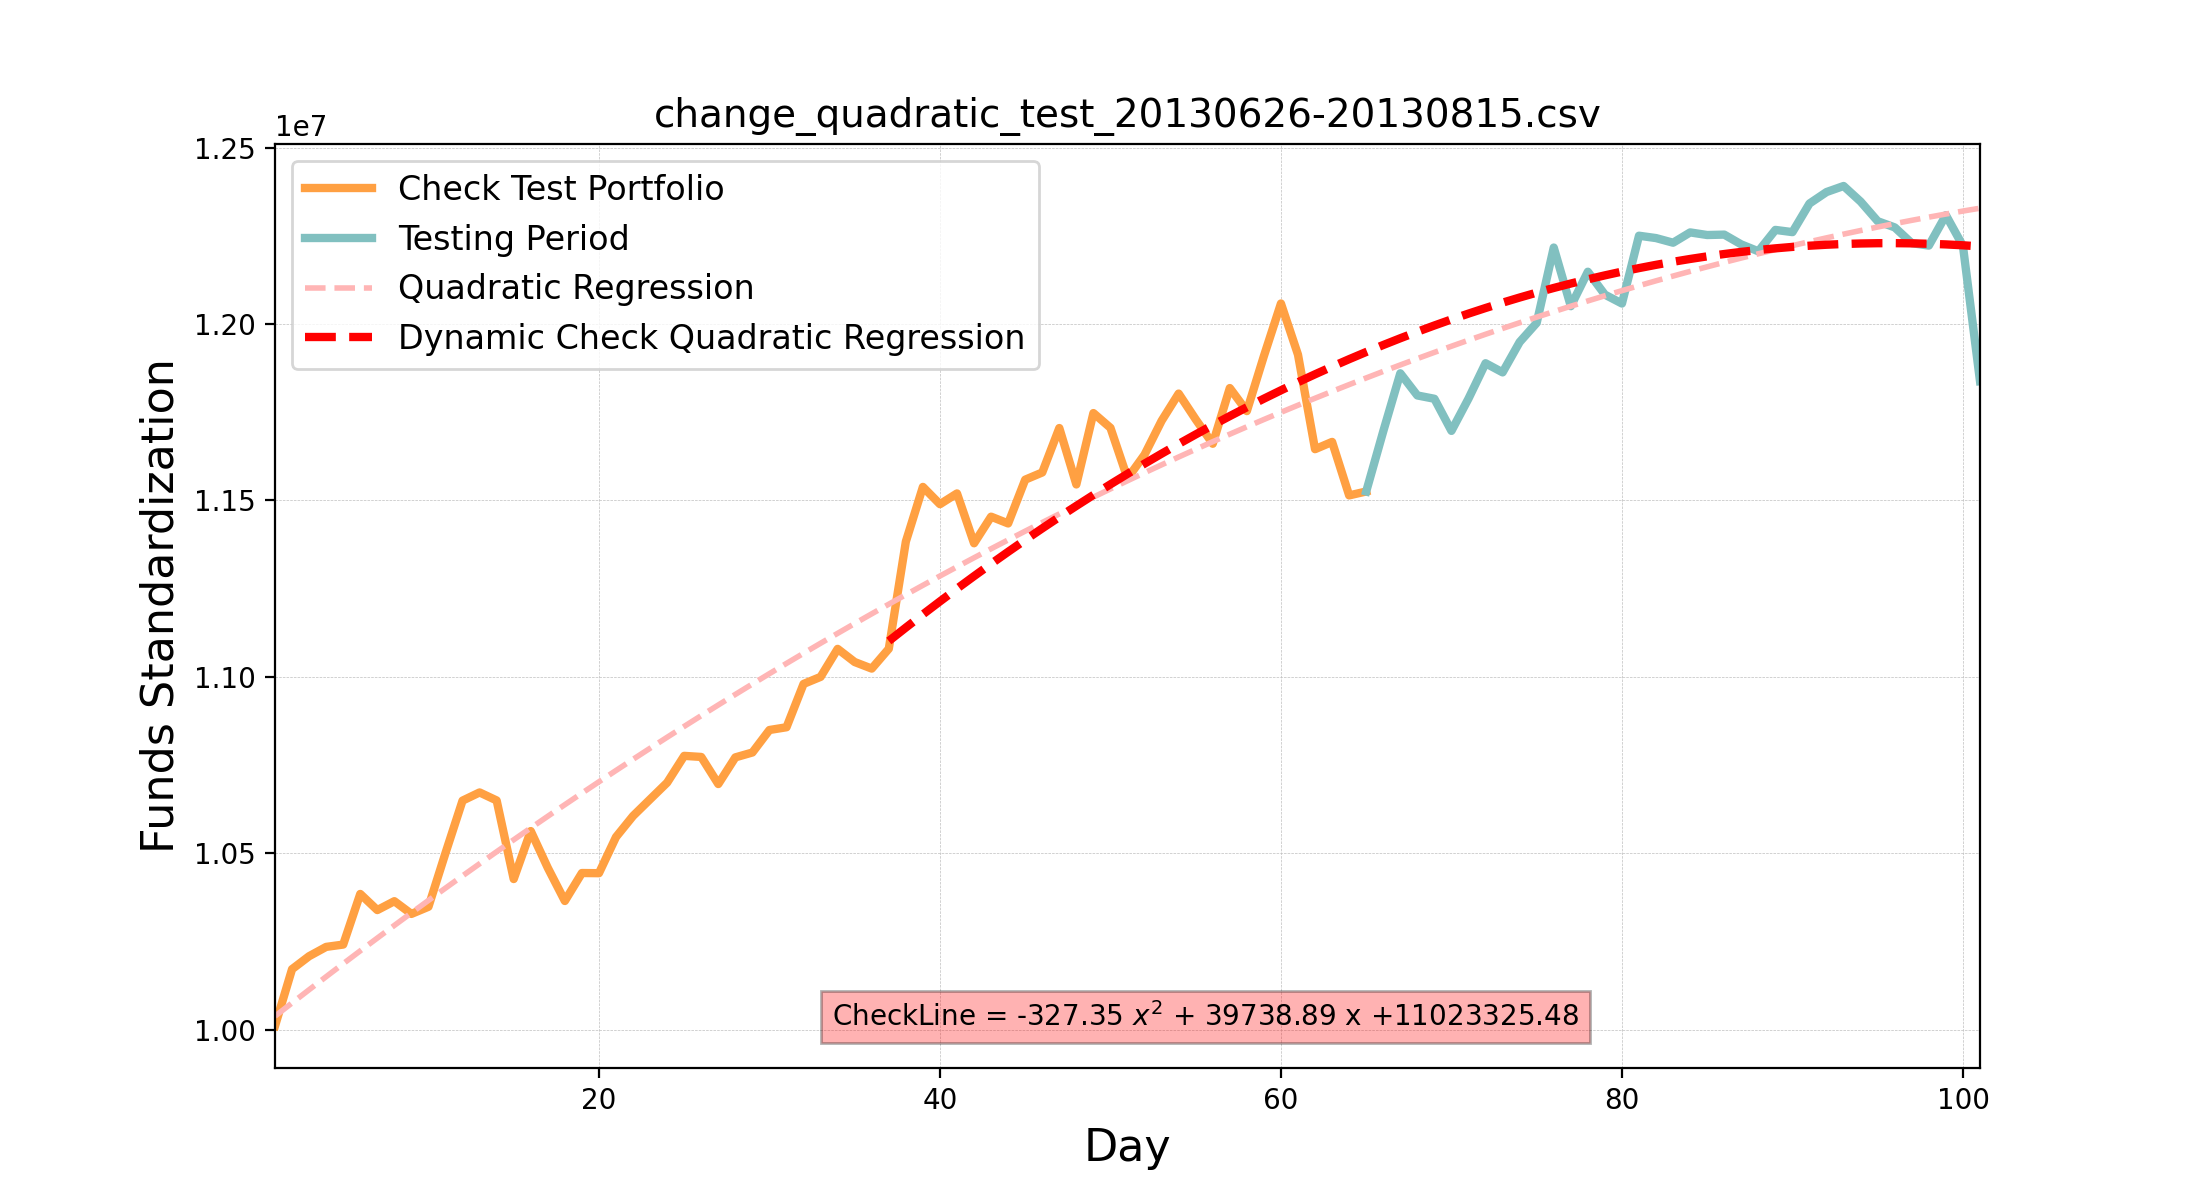 change_quadratic_test_20130626-20130815.csv
1e7
1.25
1.20
1.15
1.10
1.05
1.00
Funds Standardization
Check Test Portfolio
Testing Period
Quadratic Regression
Dynamic Check Quadratic Regression
CheckLine = -327.35 x² + 39738.89 x +11023325.48
20 40 60 80 100
Day